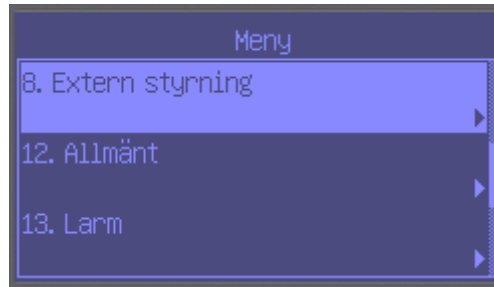 Meny
8. Extern styrning
12. Allmänt
13. Larm